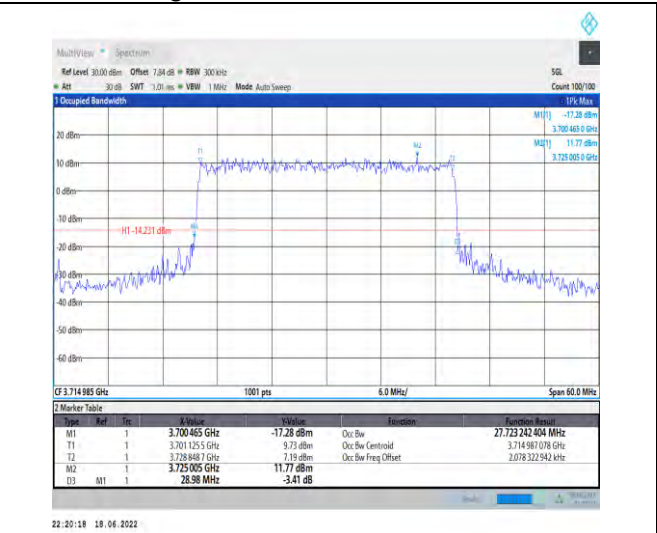 MultiView Spectrum
Ref Level 30.00 dBm Offset 7.84 dB RBW 300 kHz SGL
Att 30 dB SWT 1.01 ms VBW 1 MHz Mode Auto Sweep Count 100/100
1 Occupied Bandwidth 1Pk Max
M1[1] -17.28 dBm
3.700 465 0 GHz
20 dBm
M2[1] 11.77 dBm
T1 M2 T2
3.725 005 0 GHz
10 dBm
0 dBm
-10 dBm
H1 -14.231 dBm
M1
-20 dBm
D3
-30 dBm
-40 dBm
-50 dBm
-60 dBm
CF 3.714 985 GHz 1001 pts 6.0 MHz/ Span 60.0 MHz
2 Marker Table
Type Ref Trc X-Value Y-Value Function Function Result
M1 1 3.700 465 GHz -17.28 dBm Occ Bw 27.723 242 404 MHz
T1 1 3.701 125 5 GHz 9.73 dBm Occ Bw Centroid 3.714 987 078 GHz
T2 1 3.728 848 7 GHz 7.19 dBm Occ Bw Freq Offset 2.078 322 942 kHz
M2 1 3.725 005 GHz 11.77 dBm
D3 M1 1 28.98 MHz -3.41 dB
22:20:18 18.06.2022